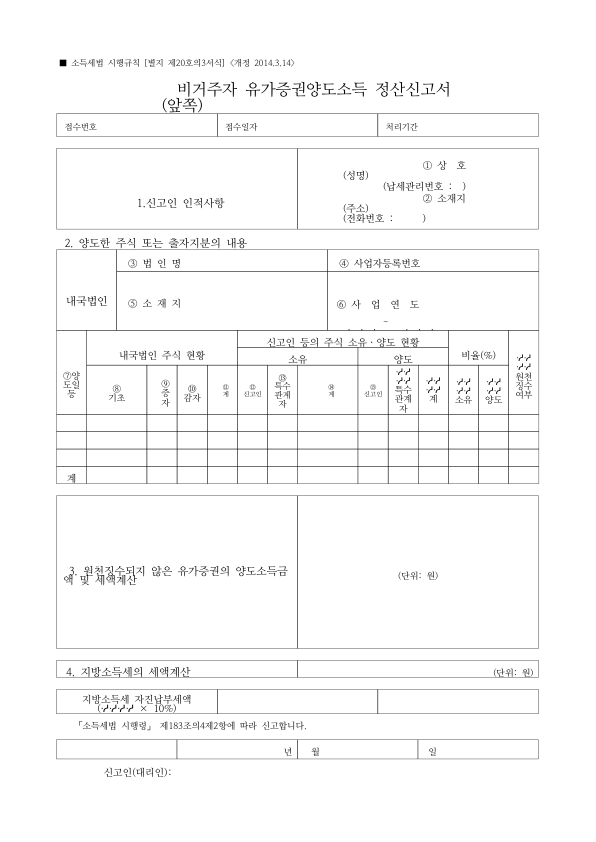 ■ 소득세법 시행규칙 [별지 제20호의3서식] <개정 2014.3.14>
비거주자 유가증권양도소득 정산신고서
(앞쪽)
접수번호 접수일자 처리기간
1.신고인 인적사항
① 상 호
(성명)
(납세관리번호 : )
② 소재지
(주소)
(전화번호 : )
2. 양도한 주식 또는 출자지분의 내용
내국법인
③ 법 인 명 ④ 사업자등록번호
⑤ 소 재 지 ⑥ 사 업 연 도
~
⑦양
도일
등
내국법인 주식 현황
신고인 등의 주식 소유·양도 현황
소유 양도
비율(%)
원천
징수
여부
⑧
기초
⑨
증
자
⑩
감자
⑪
계
⑫
신고인
⑬
특수
관계
자
⑭
계
⑮
신고인
특수
관계
자
계
소유
양도
계
3. 원천징수되지 않은 유가증권의 양도소득금
액 및 세액계산
(단위: 원)
4. 지방소득세의 세액계산 (단위: 원)
지방소득세 자진납부세액
( × 10%)
「소득세법 시행령」 제183조의4제2항에 따라 신고합니다.
년 월 일
신고인(대리인):